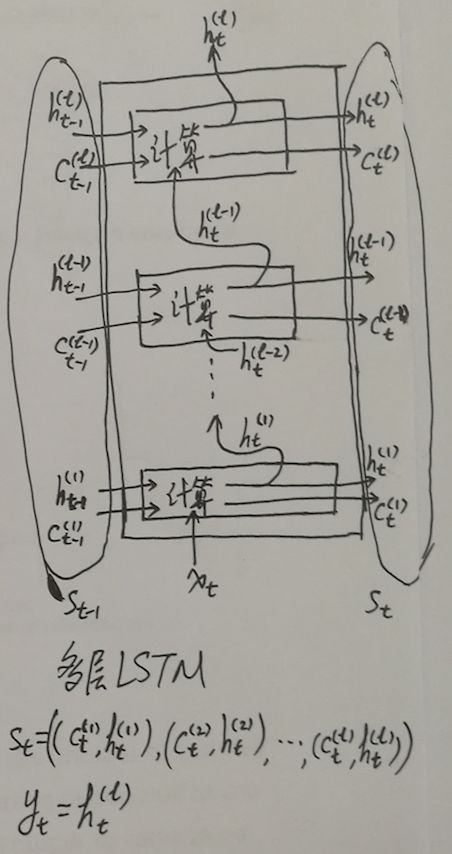 h_t^(l)
h_{t-1}^(l) h_t^(l)
计算
C_{t-1}^(l) C_t^(l)
h_t^(l-1)
h_{t-1}^(l-1) h_t^(l-1)
计算
C_{t-1}^(l-1) C_t^(l-1)
h_t^(l-2)
h_t^(1)
h_{t-1}^(1) h_t^(1)
计算
C_{t-1}^(1) C_t^(1)
x_t
S_{t-1} S_t
多层LSTM
S_t=((C_t^(1),h_t^(1)),(C_t^(2),h_t^(2)),…,(C_t^(l),h_t^(l)))
y_t=h_t^(l)